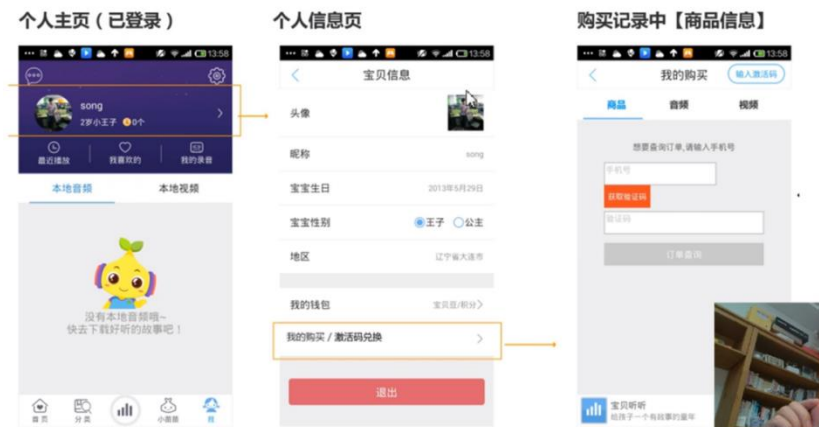 个人主页（已登录）
个人信息页
购买记录中【商品信息】
13:58
song
2岁小王子 0个
最近播放
我喜欢的
我的录音
本地音频
本地视频
没有本地音频哦~
快去下载好听的故事吧！
首页
分类
小圈圈
我
13:58
宝贝信息
头像
昵称
song
宝宝生日
2013年5月29日
宝宝性别
王子
公主
地区
辽宁省大连市
我的钱包
宝贝豆/积分
我的购买 / 激活码兑换
退出
13:58
我的购买
输入激活码
商品
音频
视频
想要查询订单,请输入手机号
手机号
获取验证码
验证码
订单查询
宝贝听听
给孩子一个有故事的童年